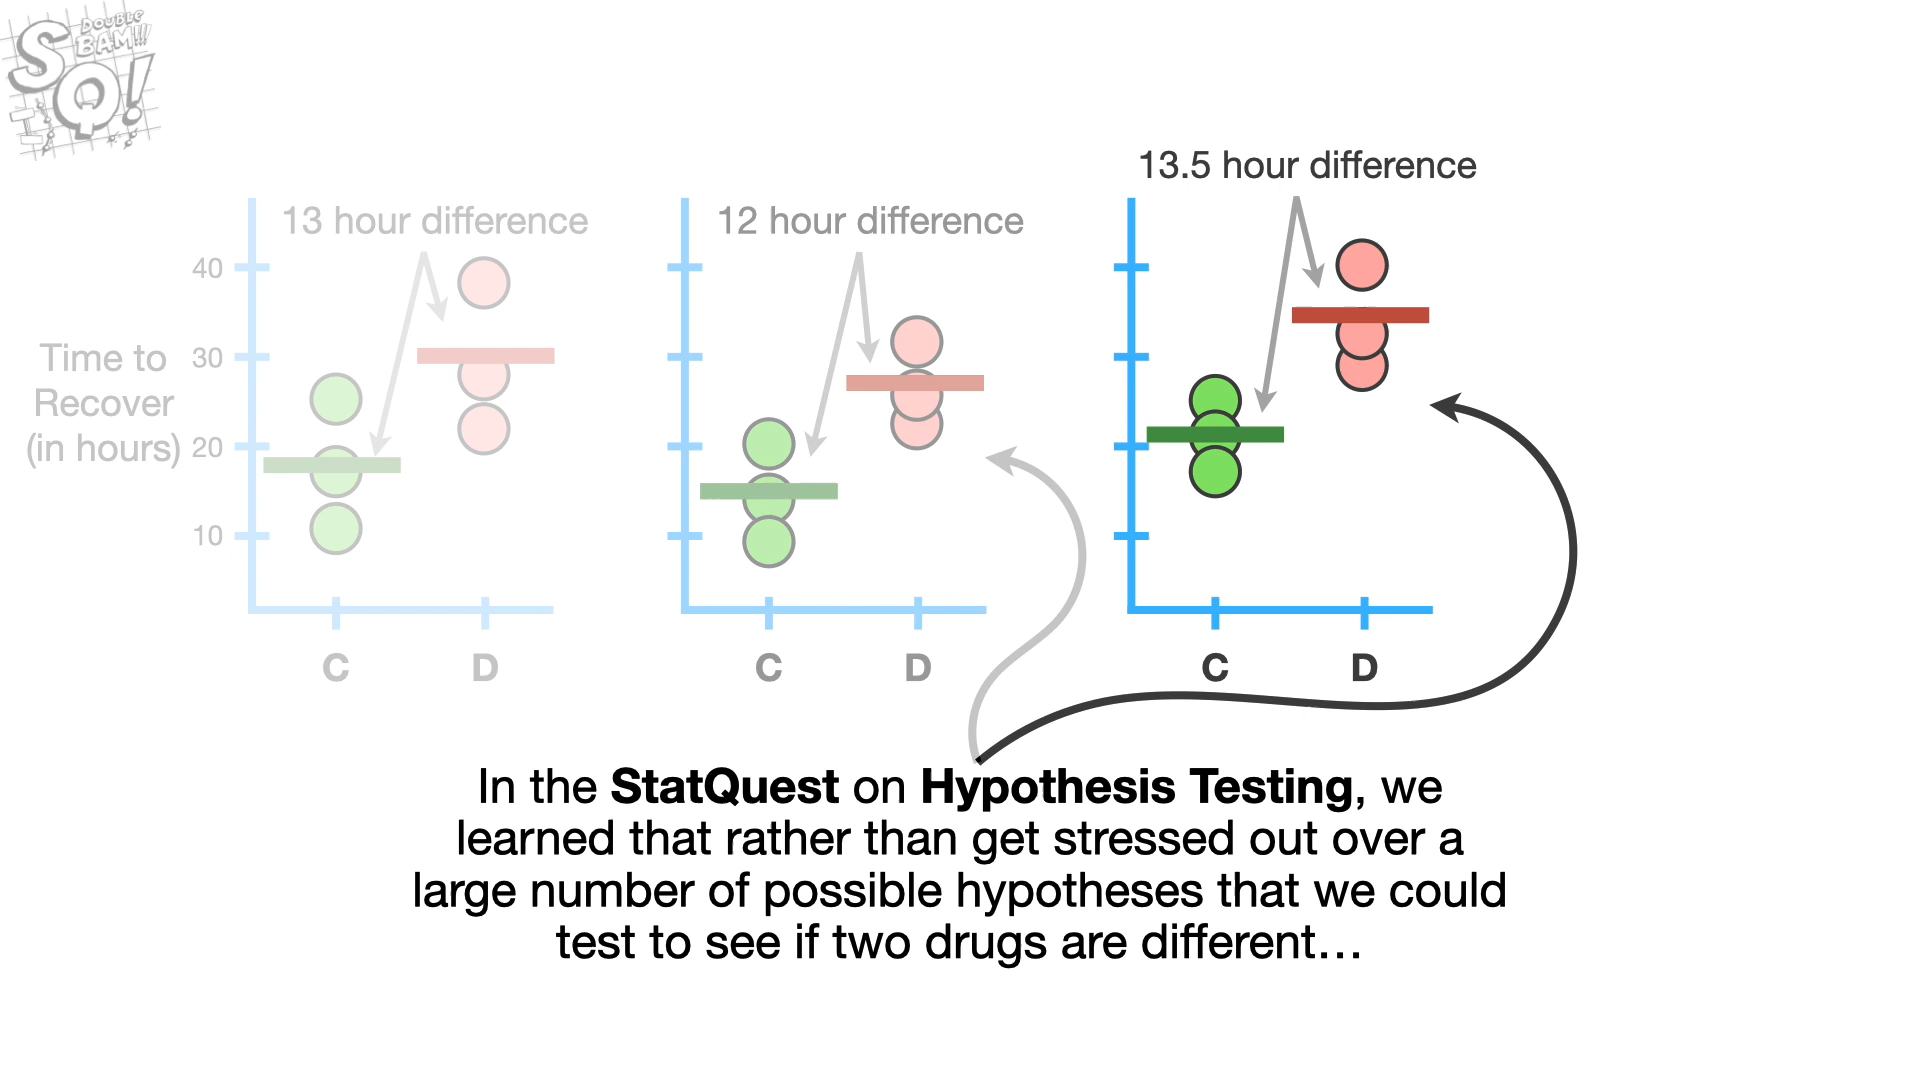 DOUBLE
BAM!!!
SQ!
13.5 hour difference
13 hour difference
12 hour difference
40
30
20
10
Time to
Recover
(in hours)
C
D
C
D
C
D
In the StatQuest on Hypothesis Testing, we
learned that rather than get stressed out over a
large number of possible hypotheses that we could
test to see if two drugs are different…